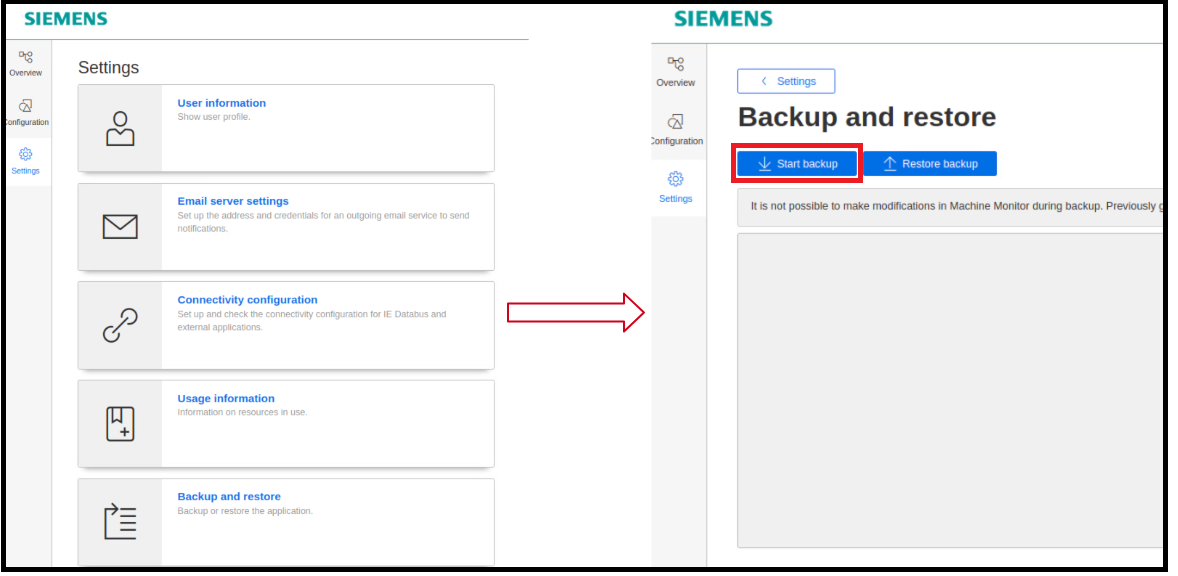 SIEMENS
Overview
Configuration
Settings
Settings
User information
Show user profile.
Email server settings
Set up the address and credentials for an outgoing email service to send
notifications.
Connectivity configuration
Set up and check the connectivity configuration for IE Databus and
external applications.
Usage information
Information on resources in use.
Backup and restore
Backup or restore the application.
SIEMENS
Overview
Configuration
Settings
Settings
Backup and restore
Start backup
Restore backup
It is not possible to make modifications in Machine Monitor during backup. Previously g